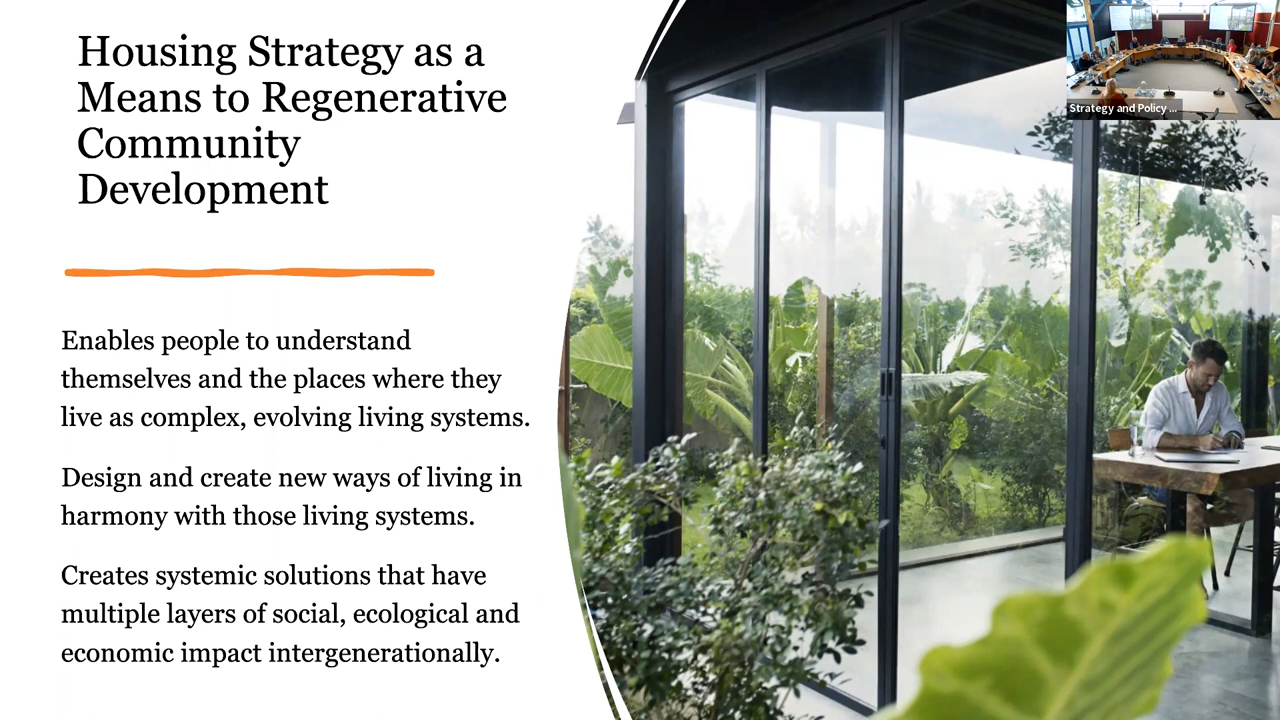 Housing Strategy as a
Means to Regenerative
Community
Development
Enables people to understand
themselves and the places where they
live as complex, evolving living systems.
Design and create new ways of living in
harmony with those living systems.
Creates systemic solutions that have
multiple layers of social, ecological and
economic impact intergenerationally.
Strategy and Policy ...